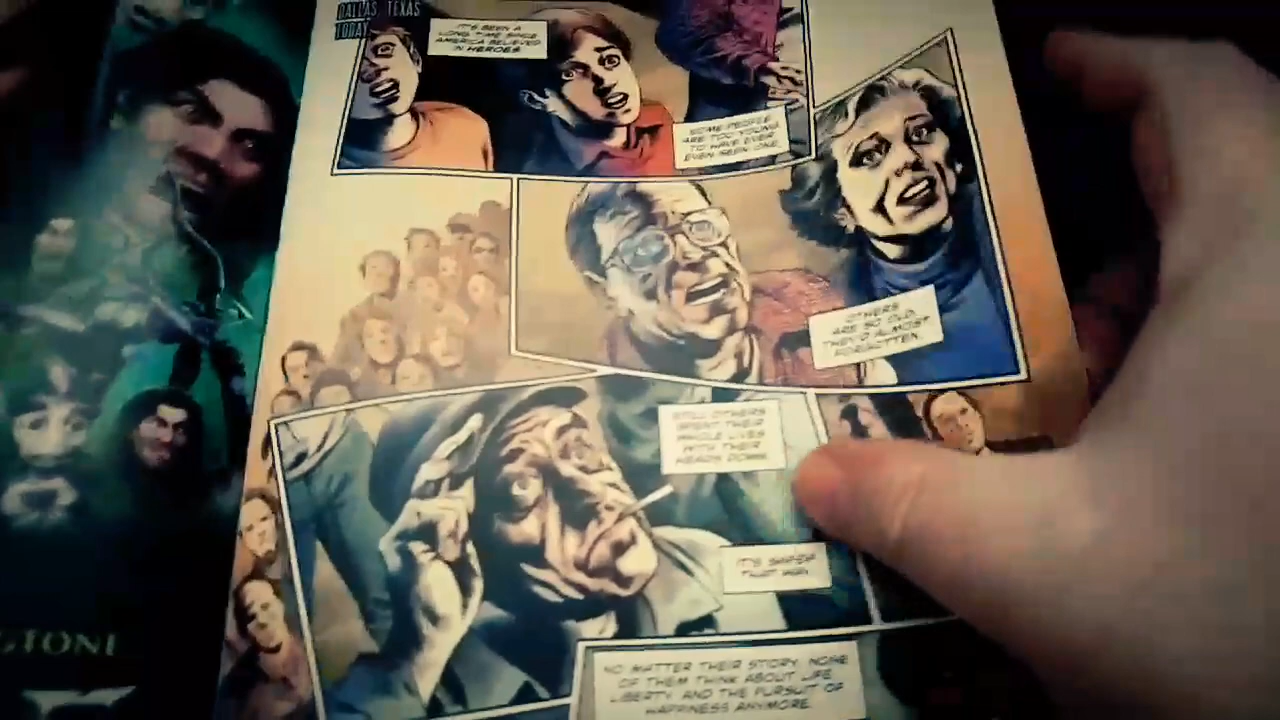 DALLAS TEXAS
TODAY
IT'S BEEN A
LONG TIME SINCE
AMERICA BELIEVED
IN HEROES.
SOME PEOPLE
ARE TOO YOUNG
TO HAVE EVER
EVEN SEEN ONE.
OTHERS
ARE SO OLD,
THEY'D ALMOST
FORGOTTEN.
STILL OTHERS
SPENT THEIR
WHOLE LIVES
WITH THEIR
HEADS DOWN.
IT'S SAFER
THAT WAY.
NO MATTER THEIR STORY, NONE
OF THEM THINK ABOUT LIFE,
LIBERTY AND THE PURSUIT OF
HAPPINESS ANYMORE.
GTONE